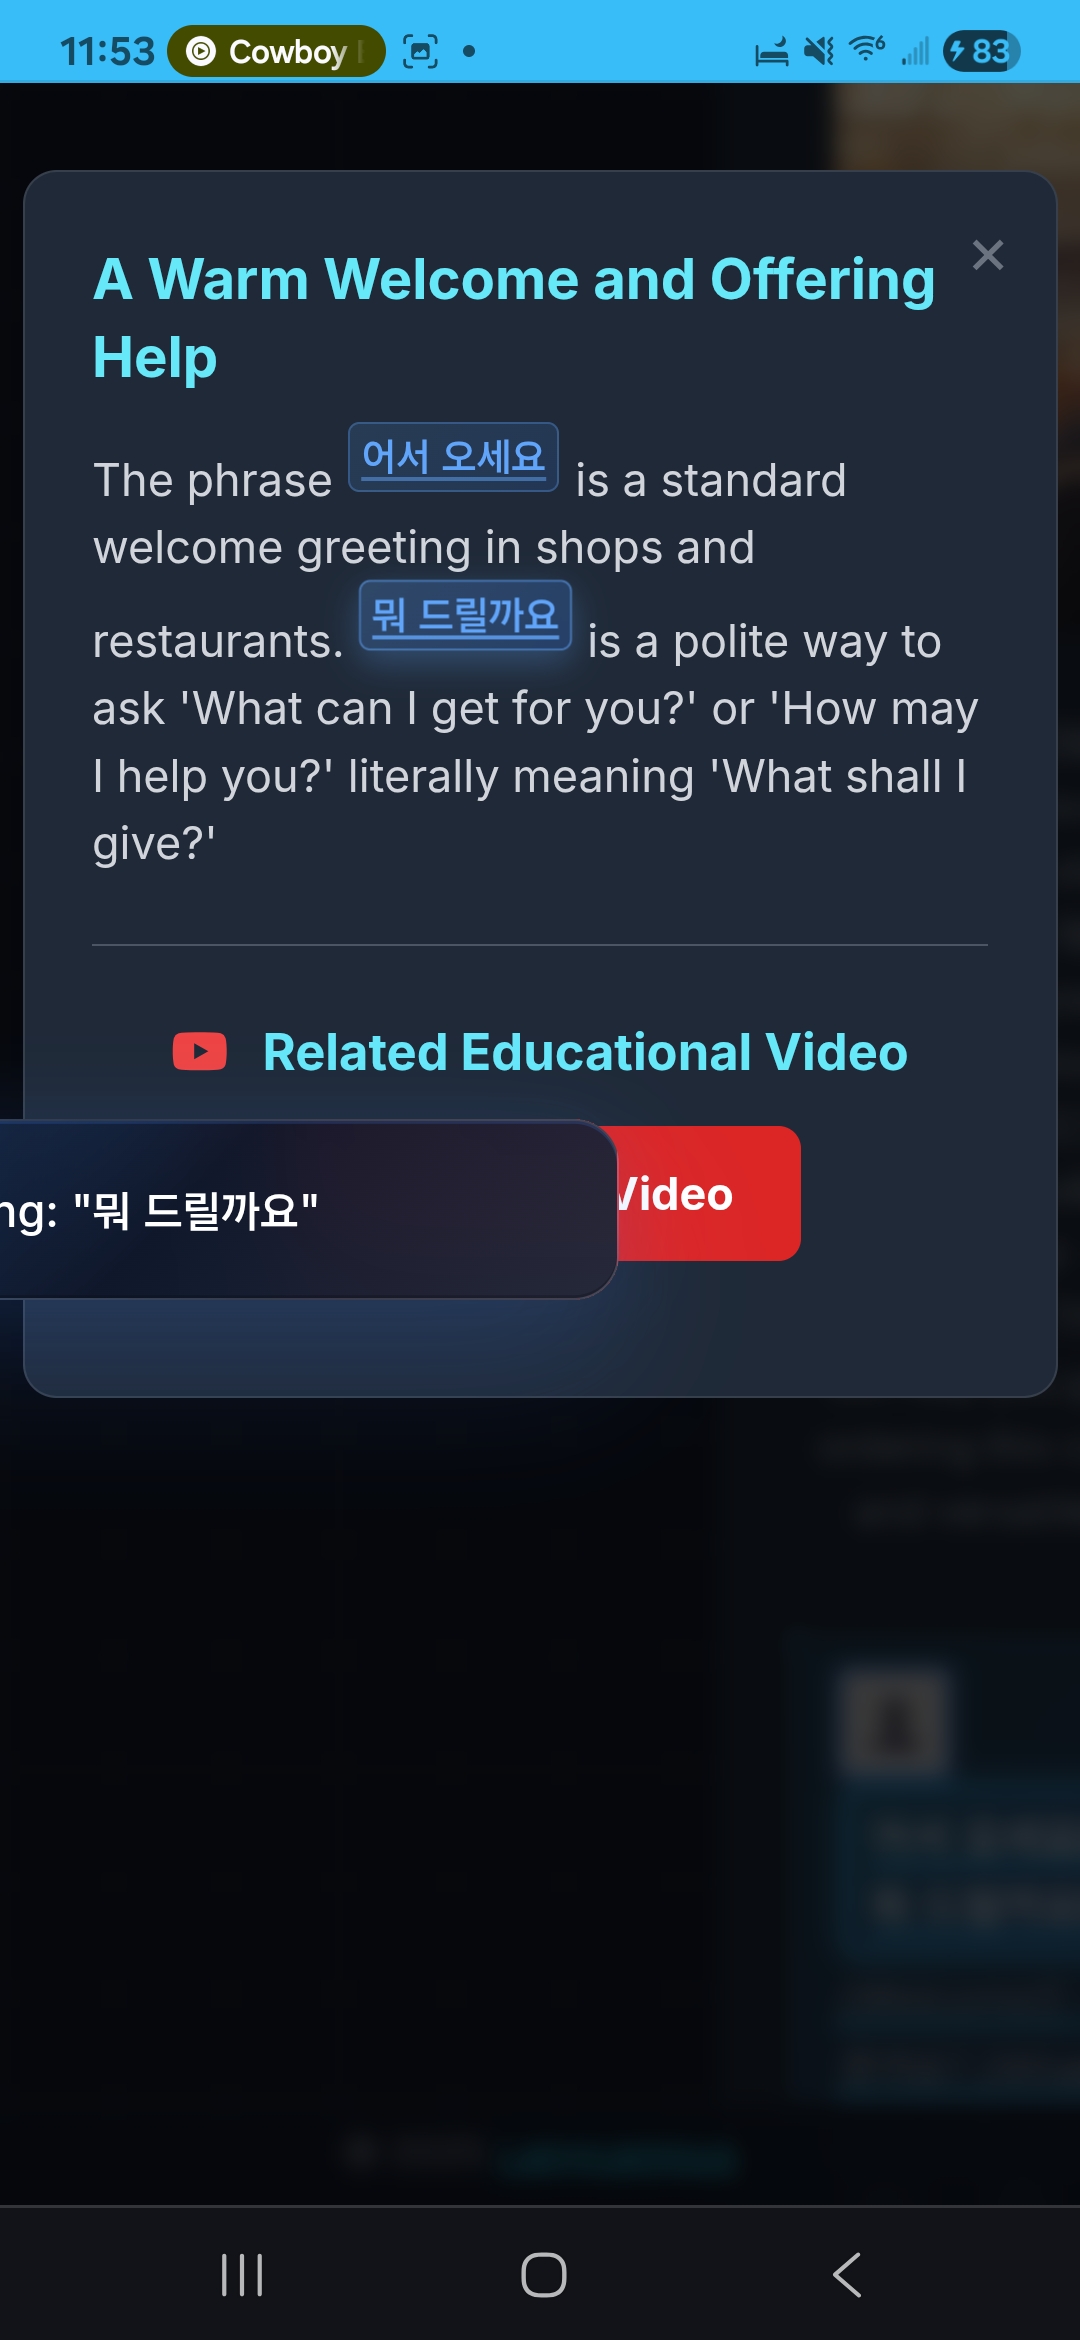 11:53 Cowboy 6 83
A Warm Welcome and Offering
Help
The phrase 어서 오세요 is a standard
welcome greeting in shops and
restaurants. 뭐 드릴까요 is a polite way to
ask 'What can I get for you?' or 'How may
I help you?' literally meaning 'What shall I
give?'
Related Educational Video
Video
ng: "뭐 드릴까요"